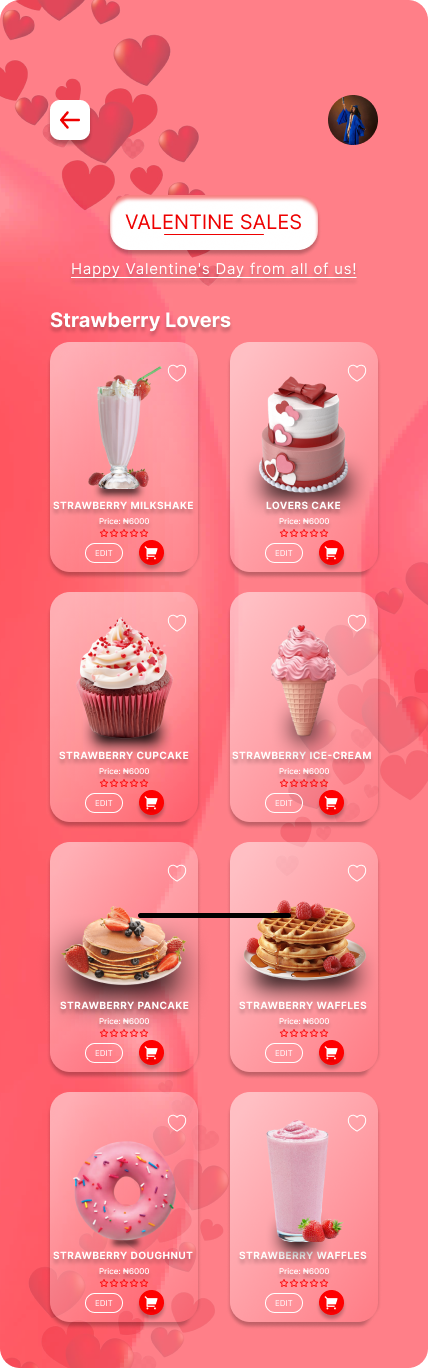 VALENTINE SALES
Happy Valentine's Day from all of us!
Strawberry Lovers
STRAWBERRY MILKSHAKE
Price: ₦6000
EDIT
LOVERS CAKE
Price: ₦6000
EDIT
STRAWBERRY CUPCAKE
Price: ₦6000
EDIT
STRAWBERRY ICE-CREAM
Price: ₦6000
EDIT
STRAWBERRY PANCAKE
Price: ₦6000
EDIT
STRAWBERRY WAFFLES
Price: ₦6000
EDIT
STRAWBERRY DOUGHNUT
Price: ₦6000
EDIT
STRAWBERRY WAFFLES
Price: ₦6000
EDIT